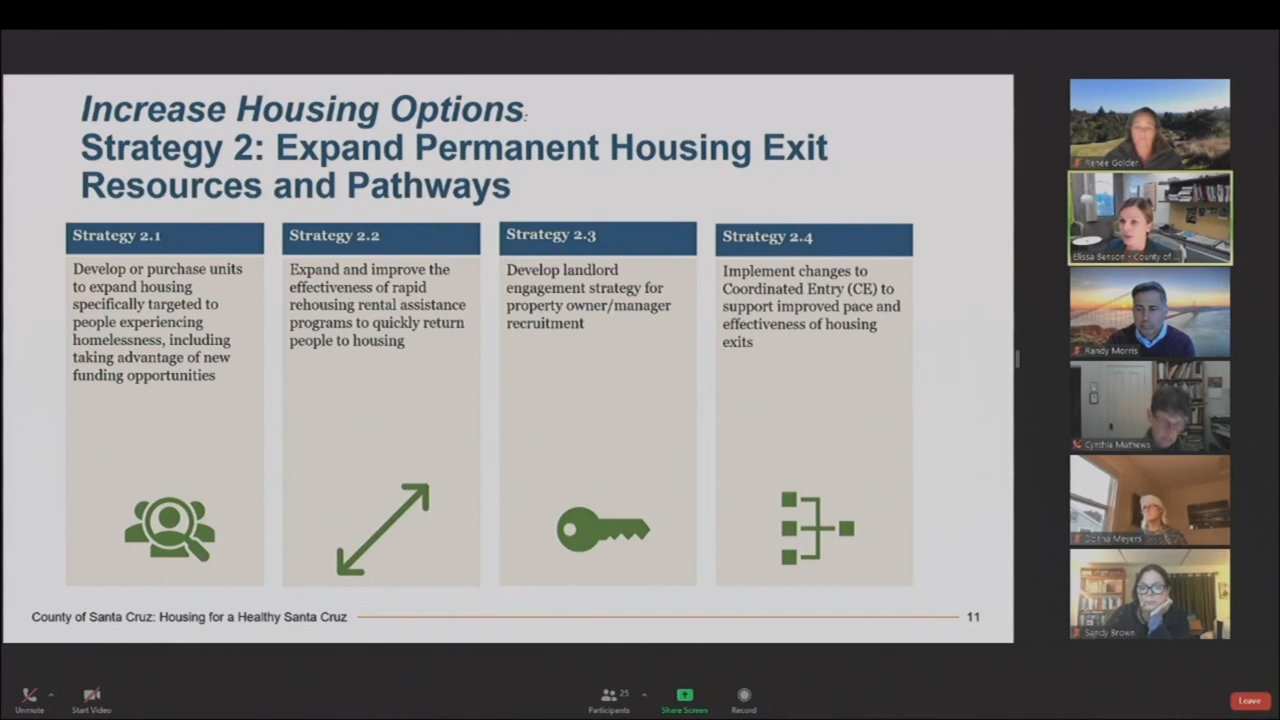 Increase Housing Options:
Strategy 2: Expand Permanent Housing Exit
Resources and Pathways
Strategy 2.1
Develop or purchase units
to expand housing
specifically targeted to
people experiencing
homelessness, including
taking advantage of new
funding opportunities
Strategy 2.2
Expand and improve the
effectiveness of rapid
rehousing rental assistance
programs to quickly return
people to housing
Strategy 2.3
Develop landlord
engagement strategy for
property owner/manager
recruitment
Strategy 2.4
Implement changes to
Coordinated Entry (CE) to
support improved pace and
effectiveness of housing
exits
County of Santa Cruz: Housing for a Healthy Santa Cruz
11
Renee Golder
Elissa Benson - County of ...
Randy Morris
Cynthia Mathews
Donna Meyers
Sandy Brown
Unmute
Start Video
25
Participants
Share Screen
Record
Leave